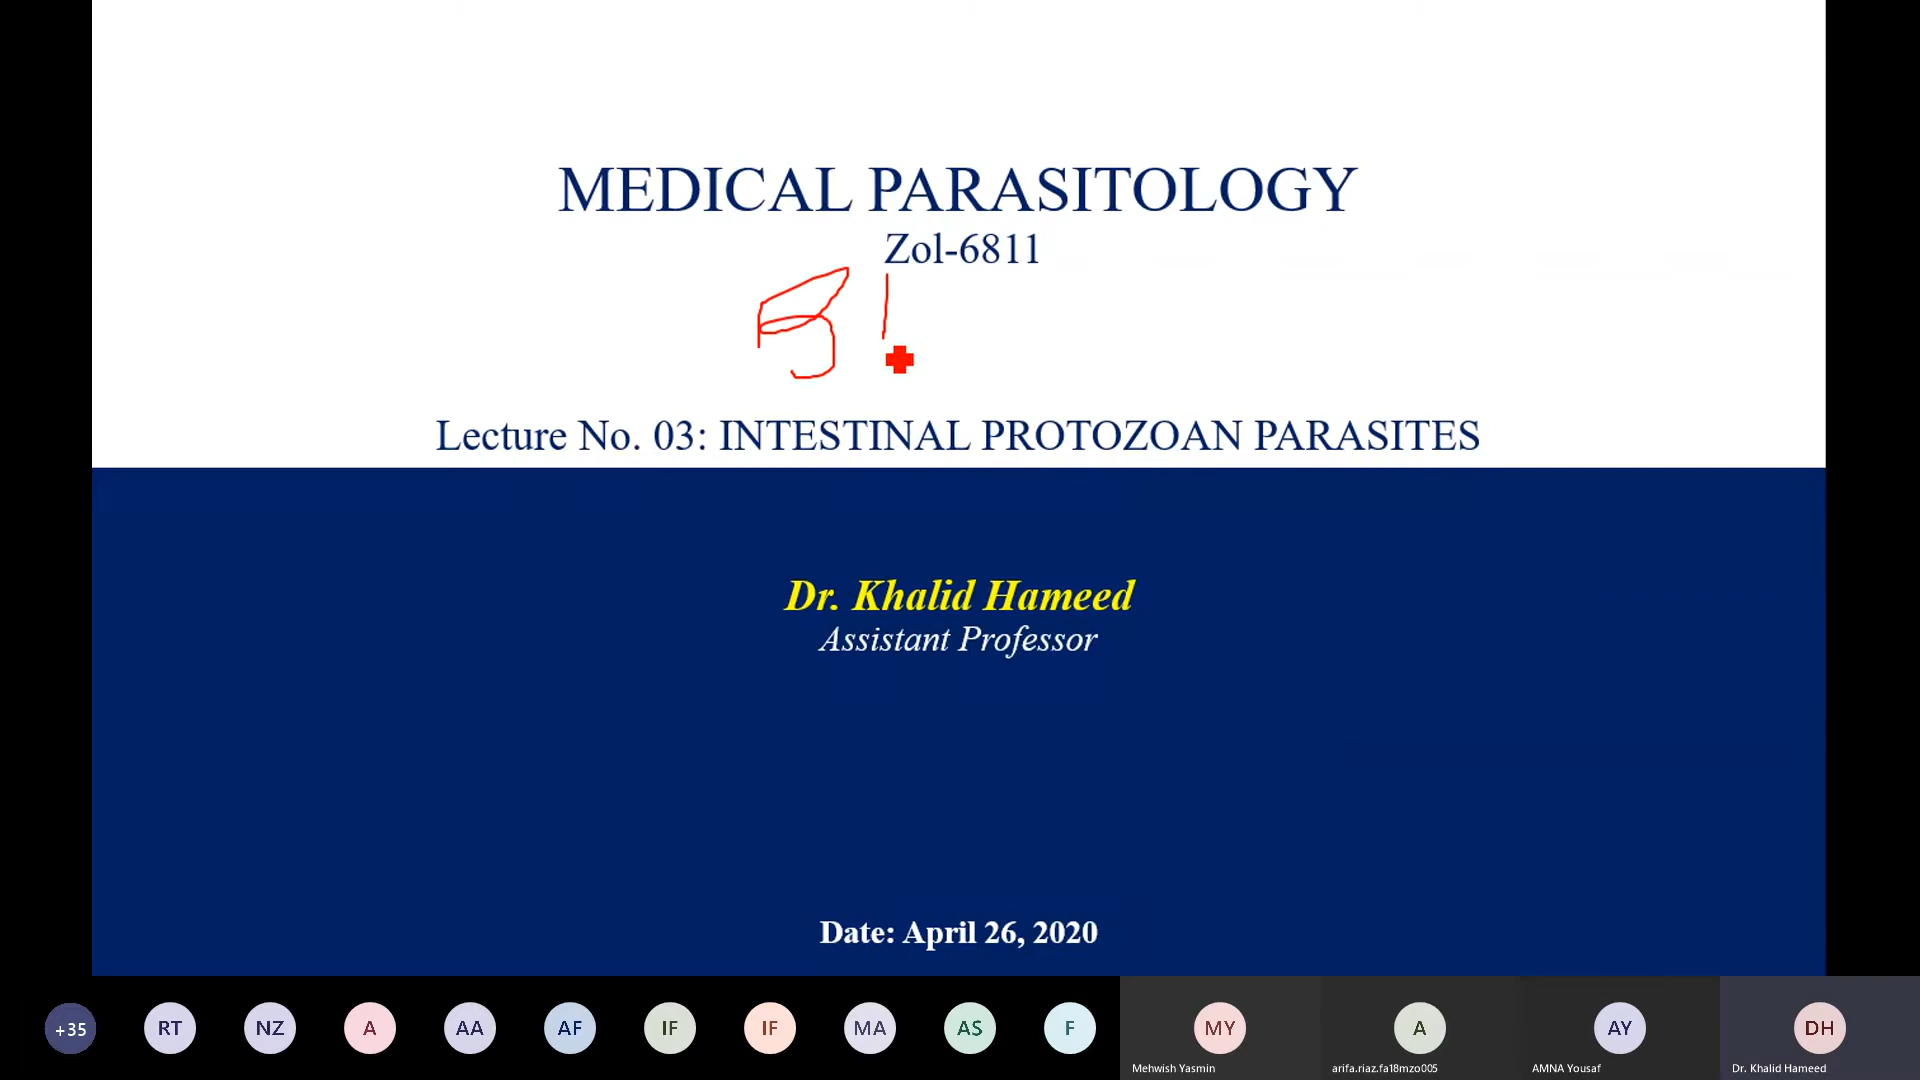 MEDICAL PARASITOLOGY
Zol-6811
Lecture No. 03: INTESTINAL PROTOZOAN PARASITES
Dr. Khalid Hameed
Assistant Professor
Date: April 26, 2020
+35 RT NZ A AA AF IF IF MA AS F MY A AY DH
Mehwish Yasmin arifa.riaz.fa18mzo005 AMNA Yousaf Dr. Khalid Hameed